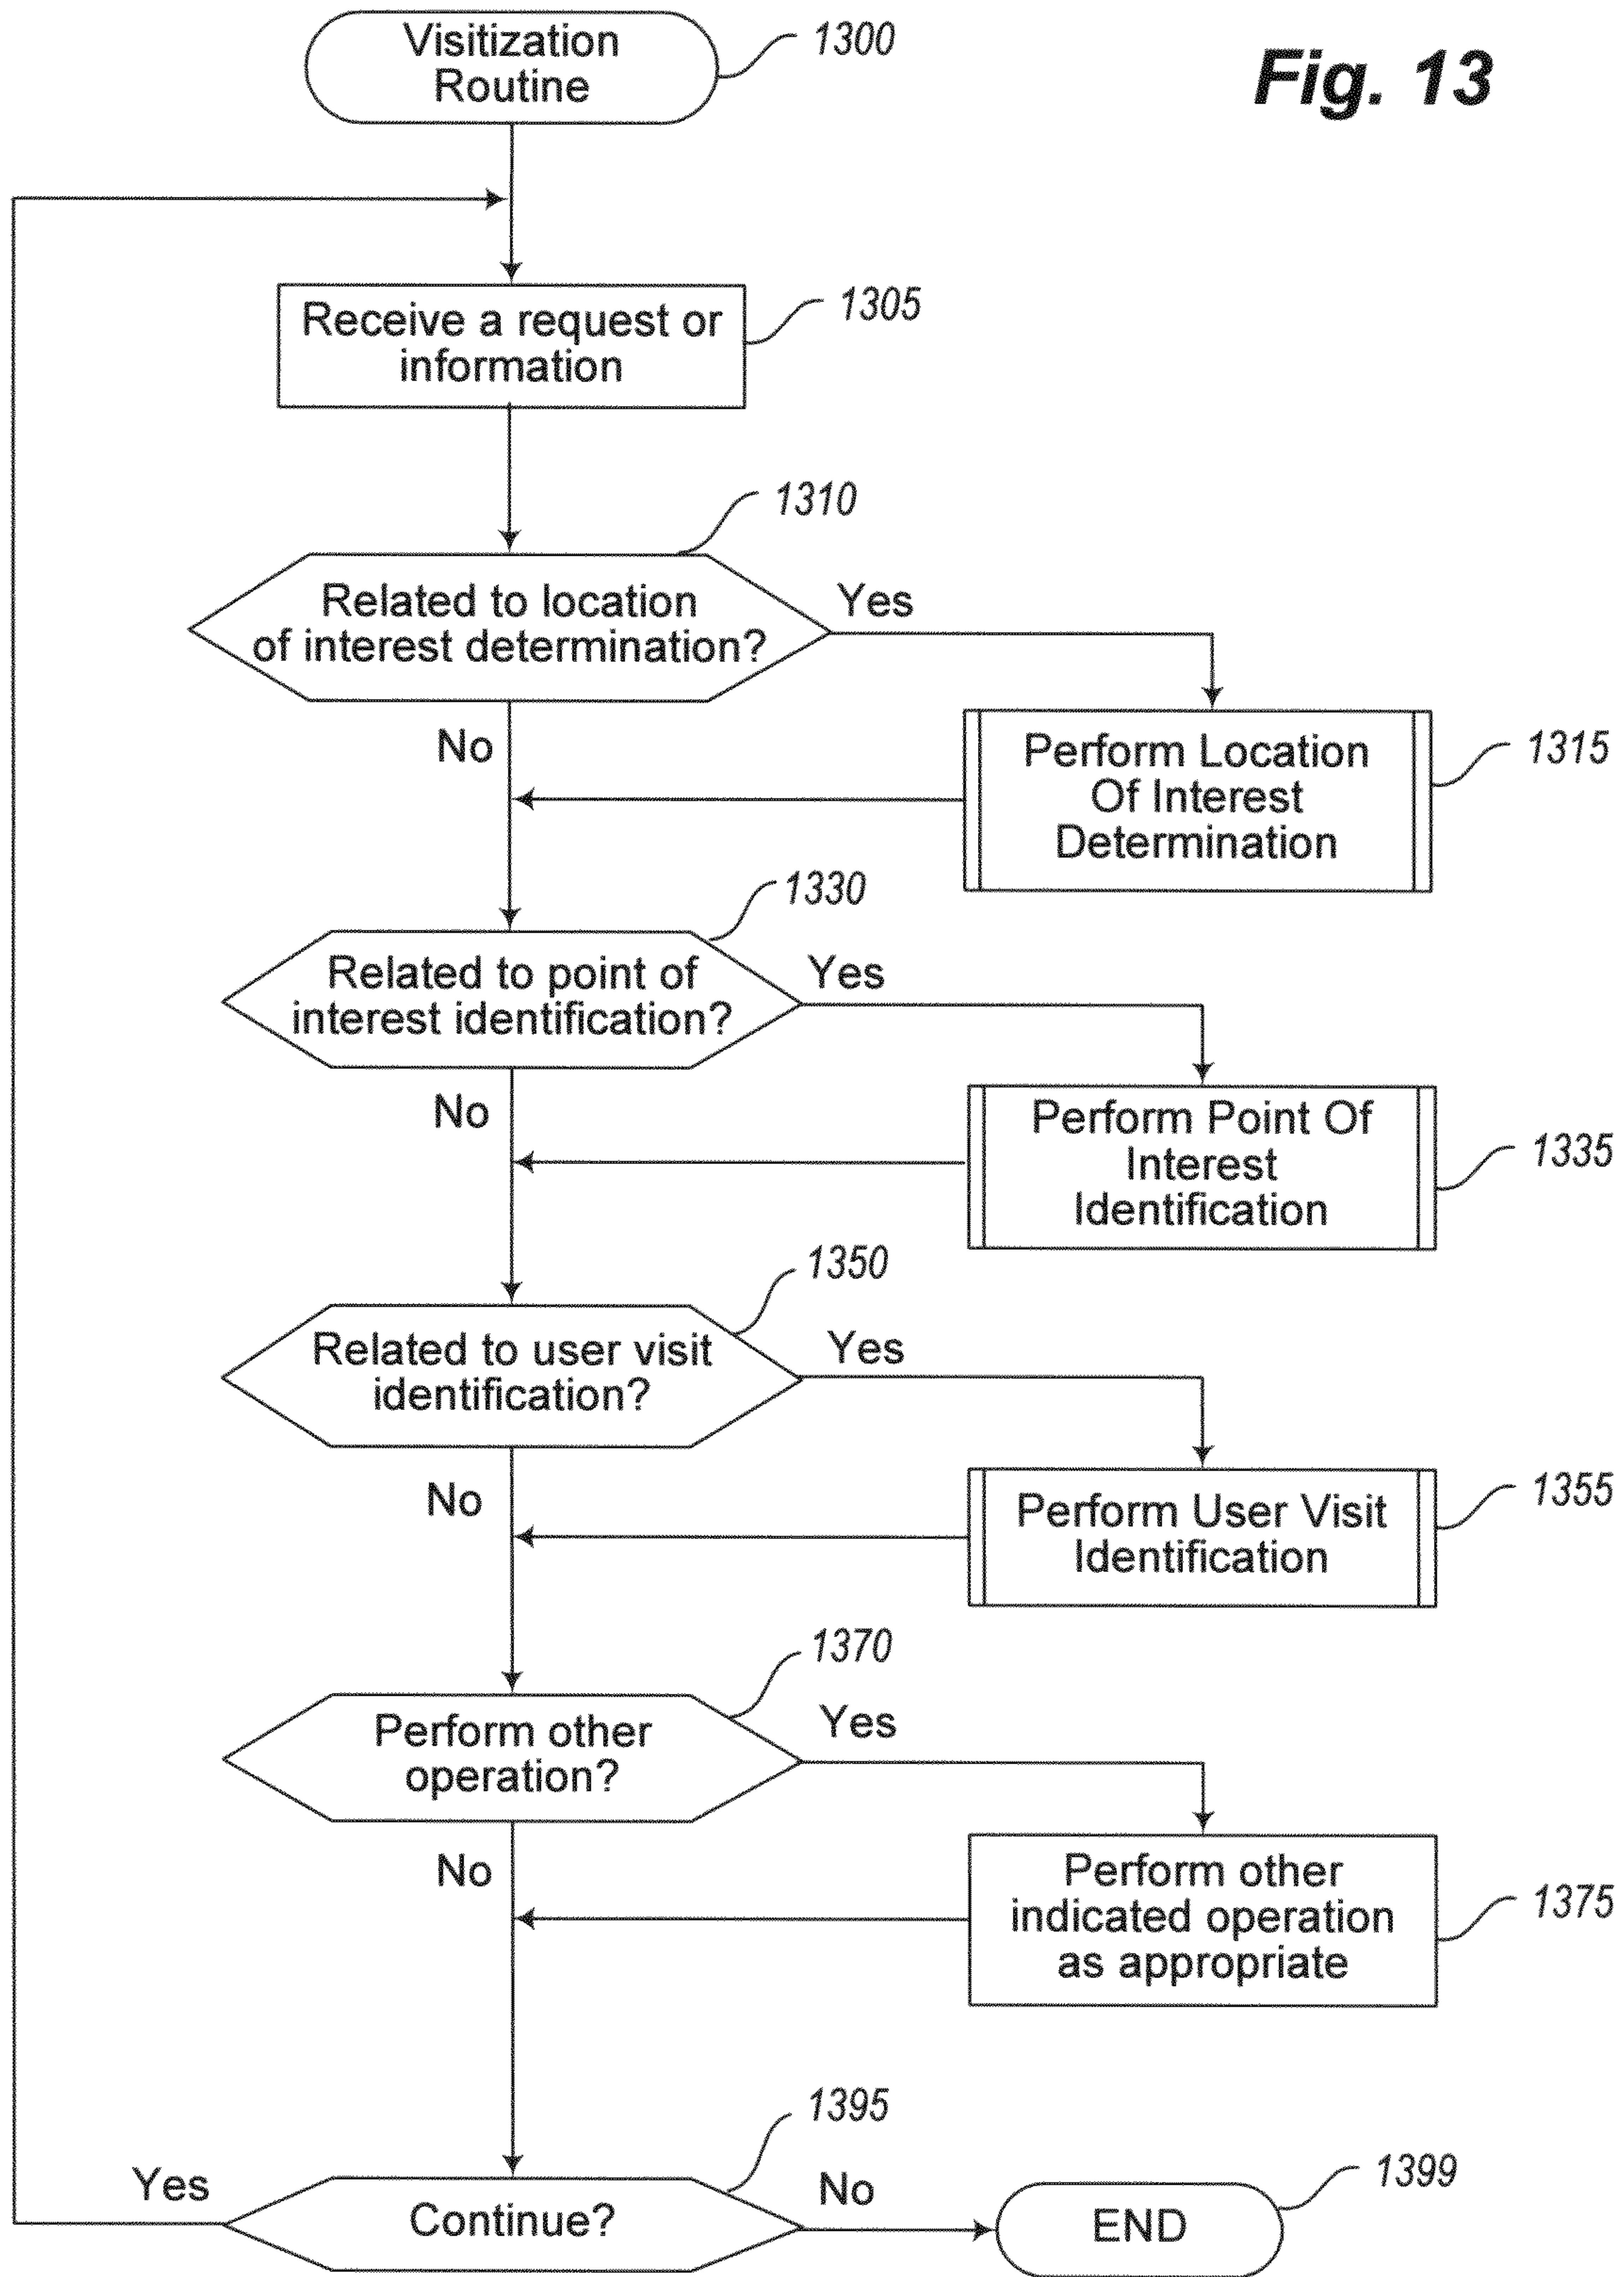 Visitization
Routine
1300
Fig. 13
Receive a request or
information
1305
1310
Related to location
of interest determination?
Yes
No
Perform Location
Of Interest
Determination
1315
1330
Related to point of
interest identification?
Yes
No
Perform Point Of
Interest
Identification
1335
1350
Related to user visit
identification?
Yes
No
Perform User Visit
Identification
1355
1370
Perform other
operation?
Yes
No
Perform other
indicated operation
as appropriate
1375
1395
Yes
Continue?
No
END
1399